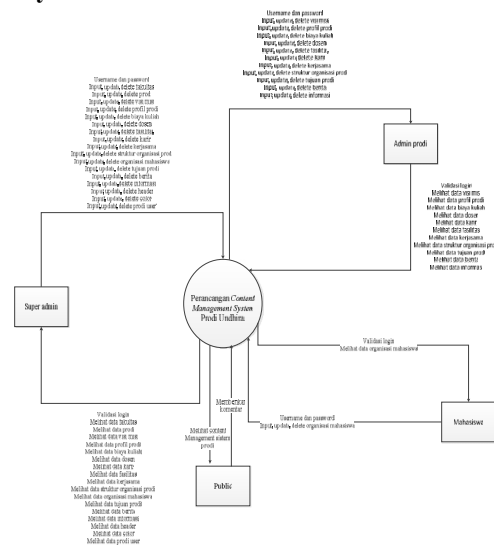 Username dan password
Input, update, delete visi misi
Input, update, delete profil prodi
Input, update, delete biaya kuliah
Input, update, delete dosen
Input, update, delete fasilitas
Input, update, delete karir
Input, update, delete kerjasama
Input, update, delete struktur organisasi prodi
Input, update, delete tujuan prodi
Input, update, delete berita
Input, update, delete informasi
Username dan password
Input, update, delete fakultas
Input, update, delete prodi
Input, update, delete visi misi
Input, update, delete profil prodi
Input, update, delete biaya kuliah
Input, update, delete dosen
Input, update, delete fasilitas
Input, update, delete karir
Input, update, delete kerjasama
Input, update, delete struktur organisasi prodi
Input, update, delete organisasi mahasiswa
Input, update, delete tujuan prodi
Input, update, delete berita
Input, update, delete informasi
Input, update, delete header
Input, update, delete color
Input, update, delete prodi user
Admin prodi
Validasi login
Melihat data visi misi
Melihat data profil prodi
Melihat data biaya kuliah
Melihat data dosen
Melihat data karir
Melihat data fasilitas
Melihat data kerjasama
Melihat data struktur organisasi prodi
Melihat data tujuan prodi
Melihat data berita
Melihat data informasi
Super admin
Perancangan Content
Management System
Prodi Undhira
Validasi login
Melihat data organisasi mahasiswa
Memberikan
komentar
Username dan password
Input, update, delete organisasi mahasiswa
Mahasiswa
Melihat content
Management sistem
prodi
Public
Validasi login
Melihat data fakultas
Melihat data prodi
Melihat data visi misi
Melihat data profil prodi
Melihat data biaya kuliah
Melihat data dosen
Melihat data karir
Melihat data fasilitas
Melihat data kerjasama
Melihat data struktur organisasi prodi
Melihat data organisasi mahasiswa
Melihat data tujuan prodi
Melihat data berita
Melihat data informasi
Melihat data header
Melihat data color
Melihat data prodi user